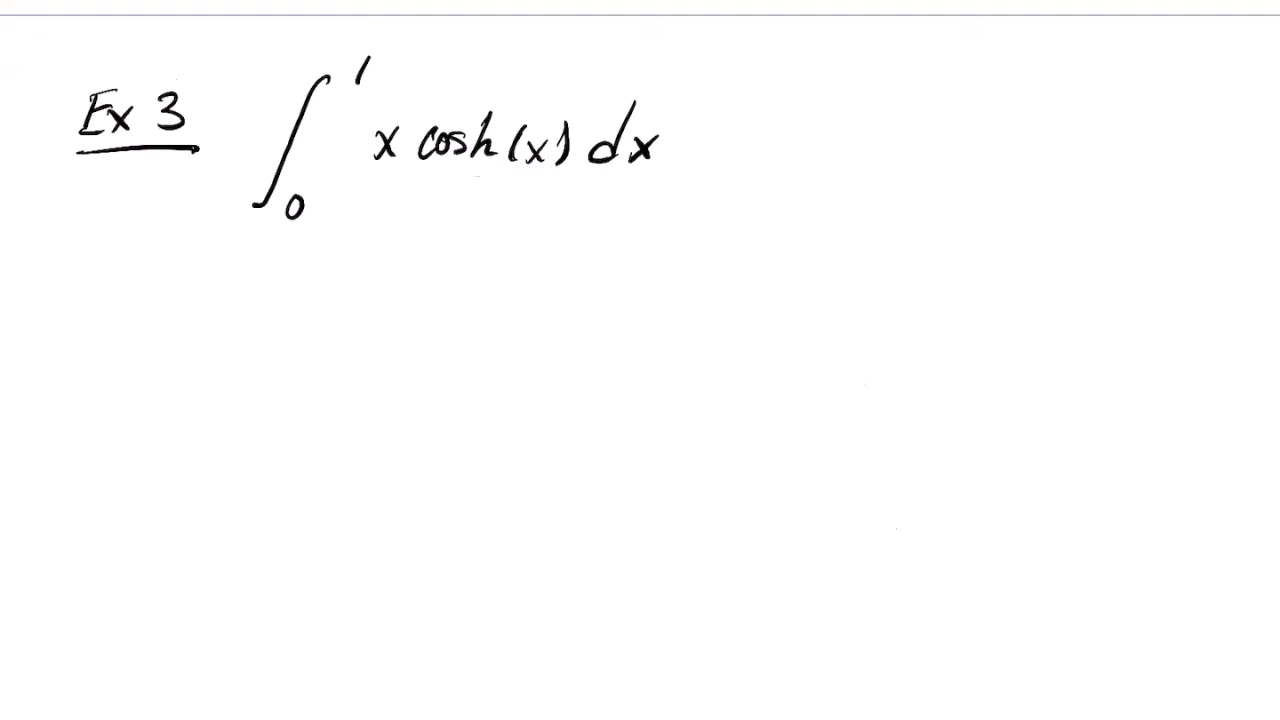 Ex 3 ∫₀¹ x cosh(x) dx